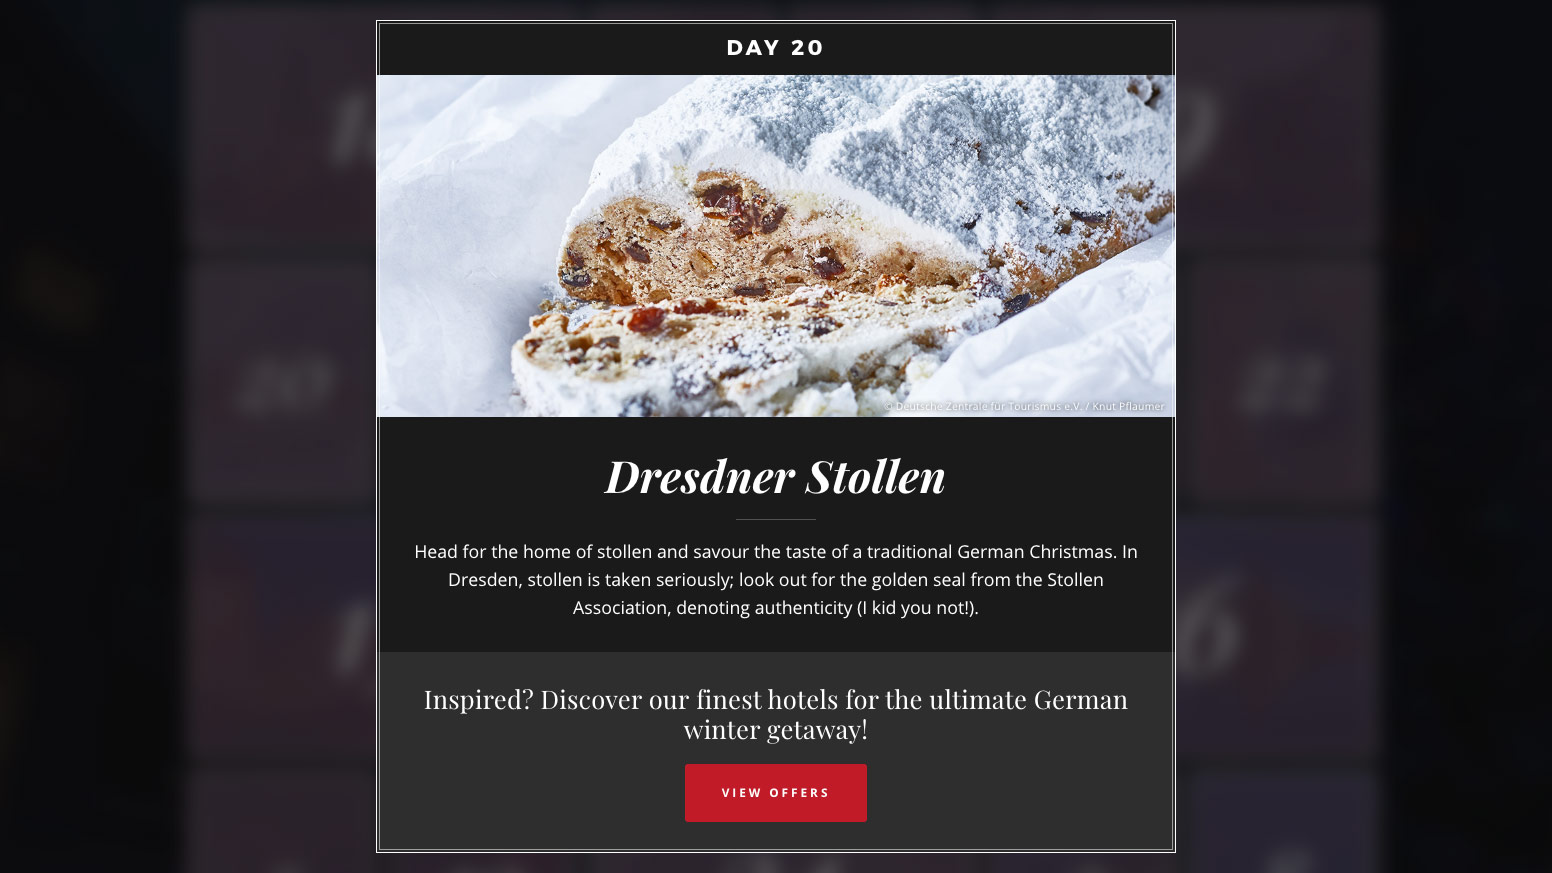 DAY 20
© Deutsche Zentrale für Tourismus e.V. / Knut Pflaumer
Dresdner Stollen
Head for the home of stollen and savour the taste of a traditional German Christmas. In
Dresden, stollen is taken seriously; look out for the golden seal from the Stollen
Association, denoting authenticity (I kid you not!).
20
22
6
Inspired? Discover our finest hotels for the ultimate German
winter getaway!
VIEW OFFERS